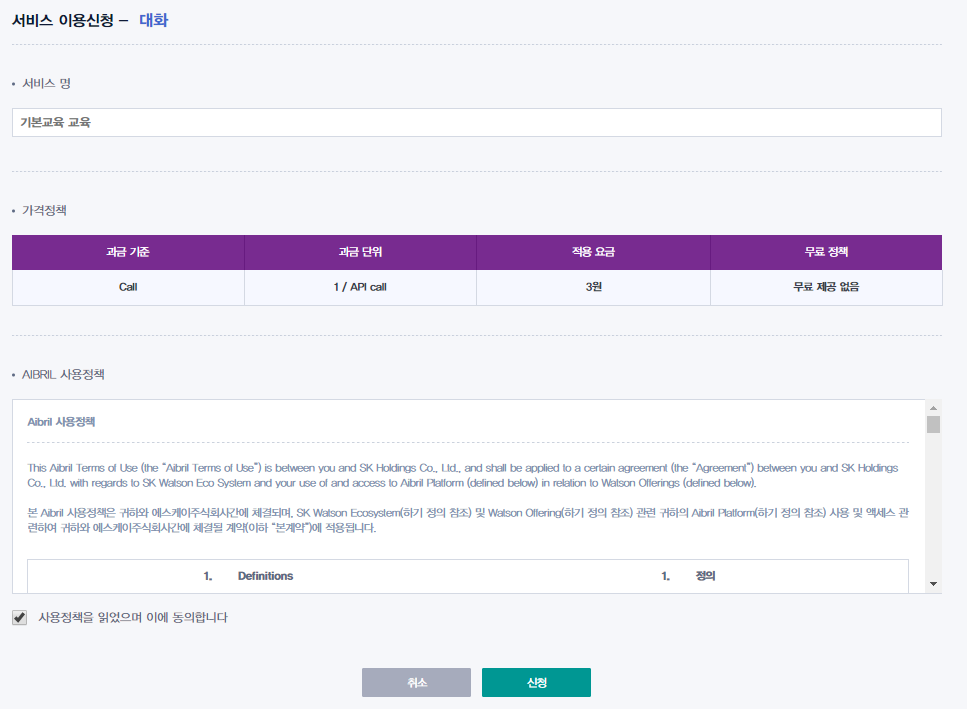 서비스 이용신청 – 대화
• 서비스 명
기본교육 교육
• 가격정책
과금 기준 과금 단위 적용 요금 무료 정책
Call 1 / API call 3원 무료 제공 없음
• AIBRIL 사용정책
Aibril 사용정책
This Aibril Terms of Use (the “Aibril Terms of Use”) is between you and SK Holdings Co., Ltd., and shall be applied to a certain agreement (the “Agreement”) between you and SK Holdings
Co., Ltd. with regards to SK Watson Eco System and your use of and access to Aibril Platform (defined below) in relation to Watson Offerings (defined below).
본 Aibril 사용정책은 귀하와 에스케이주식회사간에 체결되며, SK Watson Ecosystem(하기 정의 참조) 및 Watson Offering(하기 정의 참조) 관련 귀하의 Aibril Platform(하기 정의 참조) 사용 및 액세스 관
련하여 귀하와 에스케이주식회사간에 체결될 계약(이하 “본계약”)에 적용됩니다.
1. Definitions 1. 정의
사용정책을 읽었으며 이에 동의합니다
취소 신청